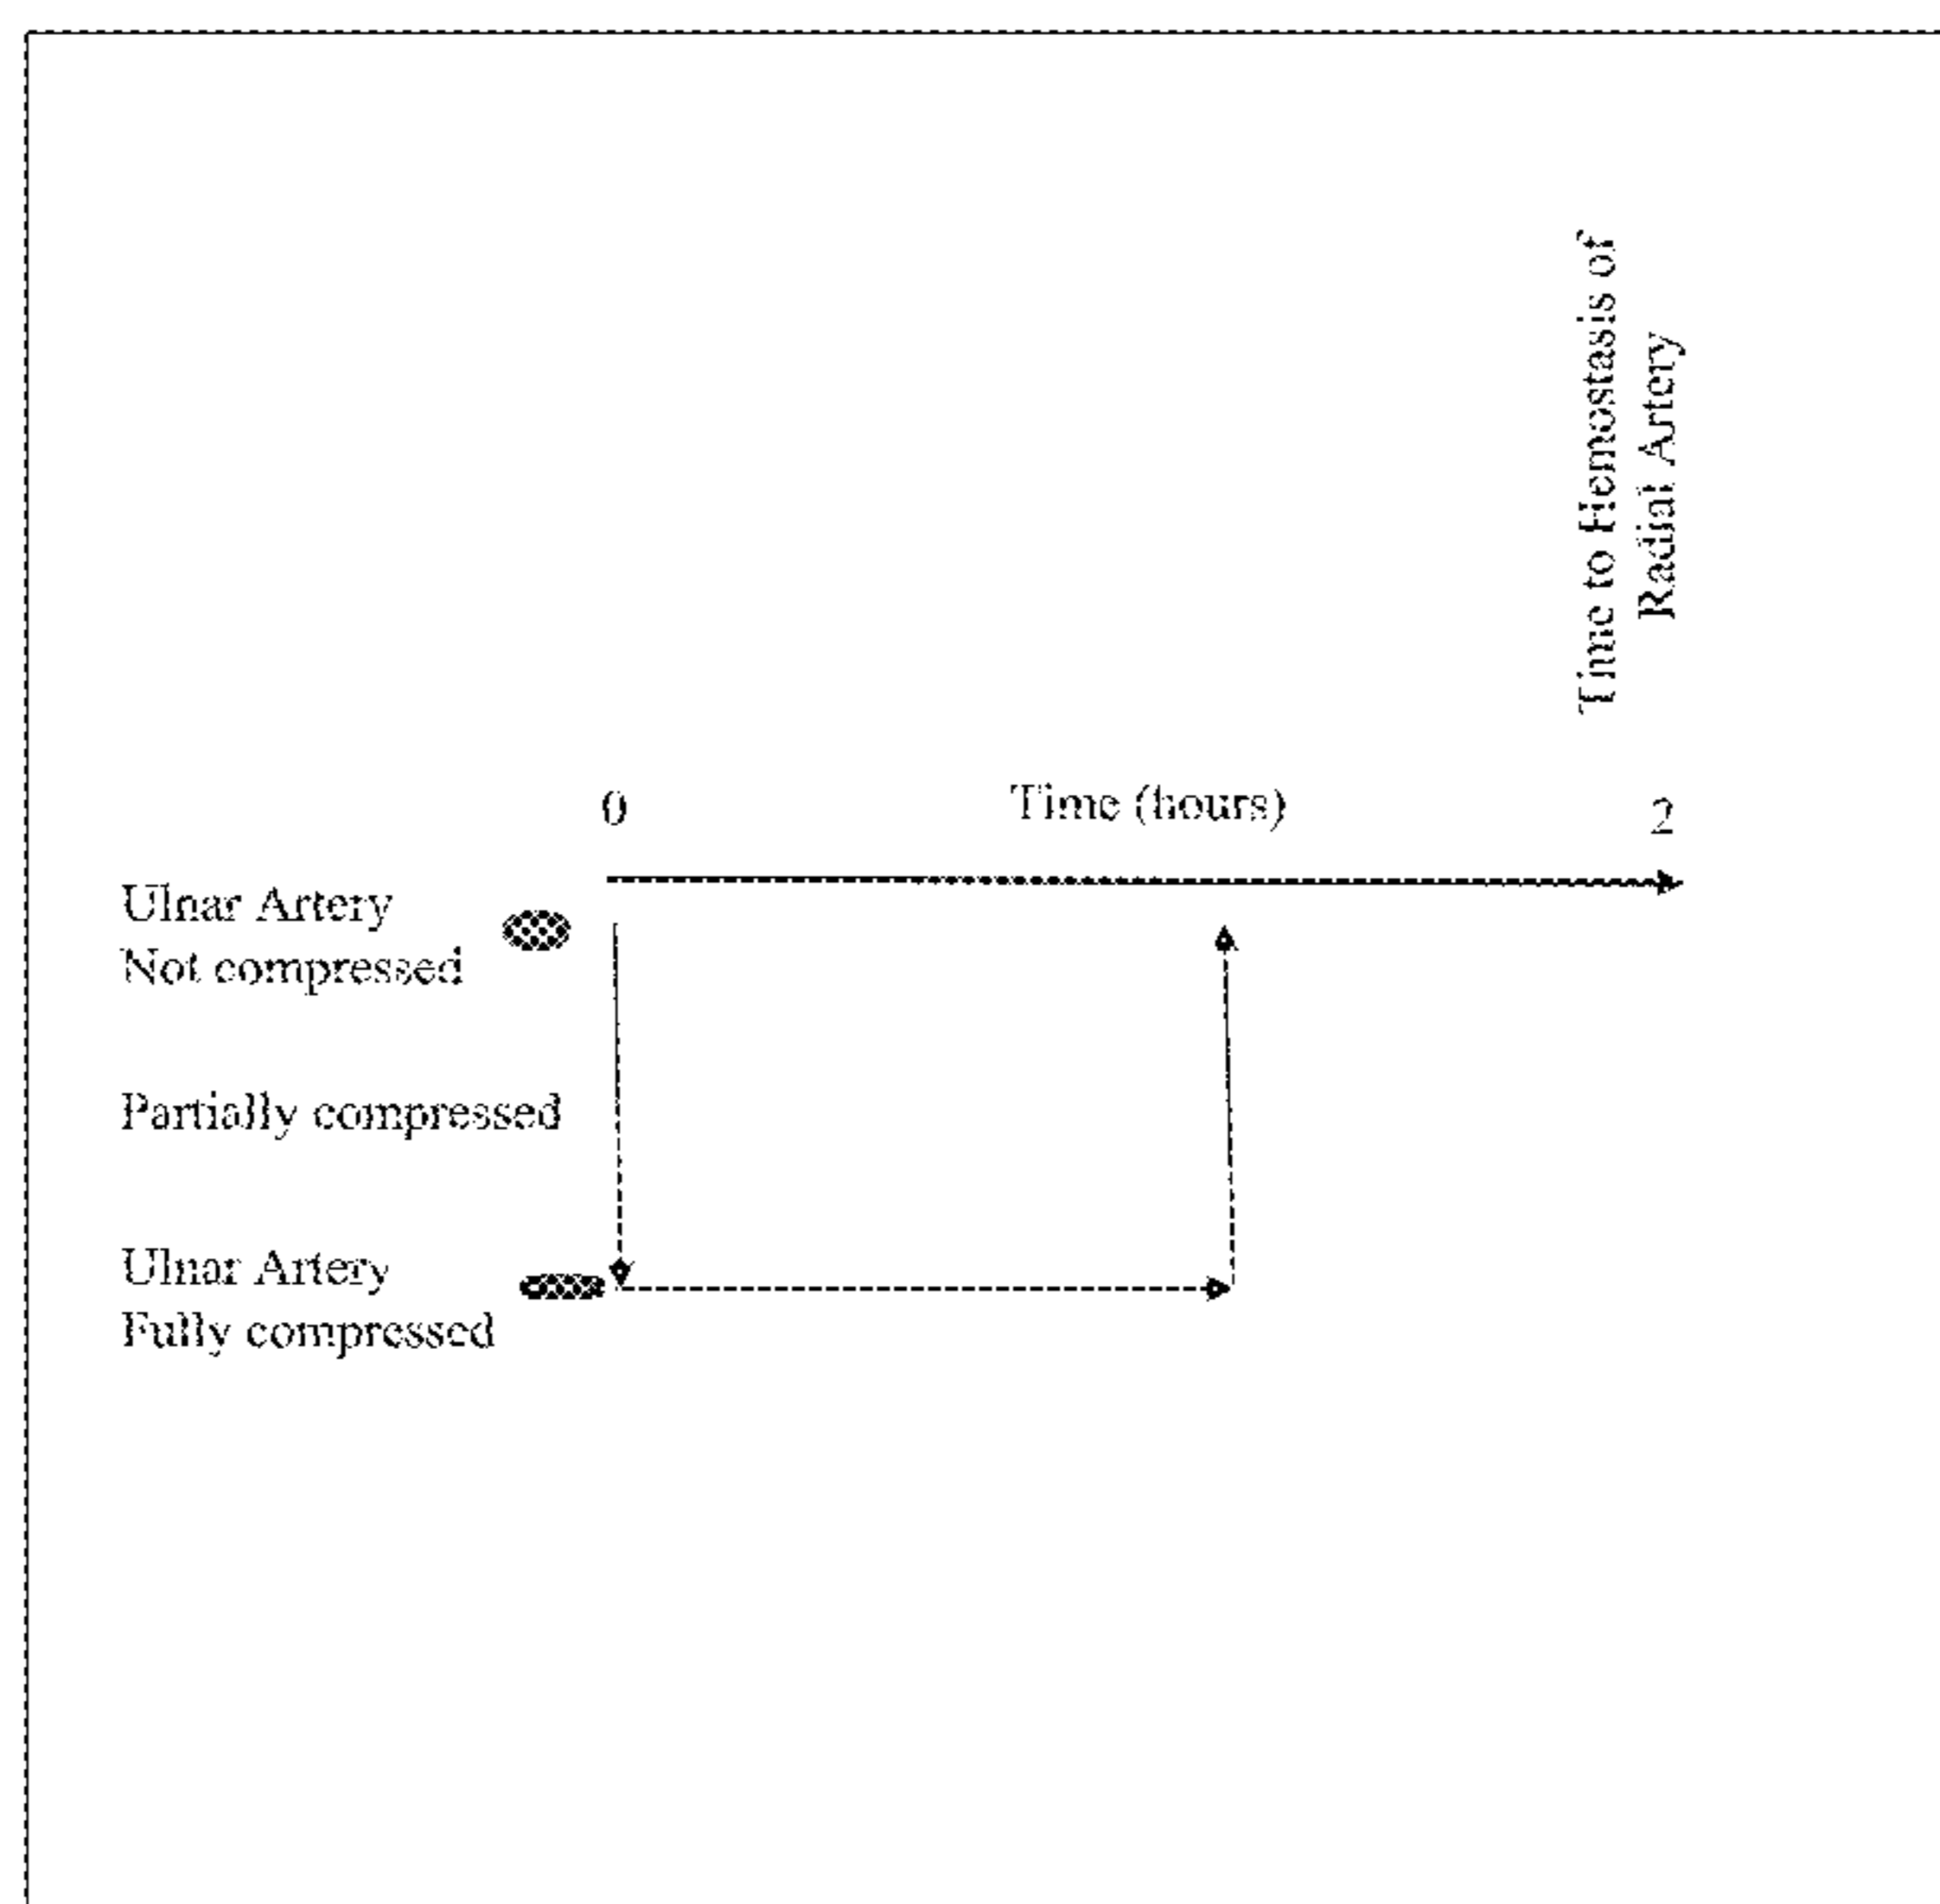 Time to Hemostasis of
Radial Artery
0
Time (hours)
2
Ulnar Artery
Not compressed
Partially compressed
Ulnar Artery
Fully compressed